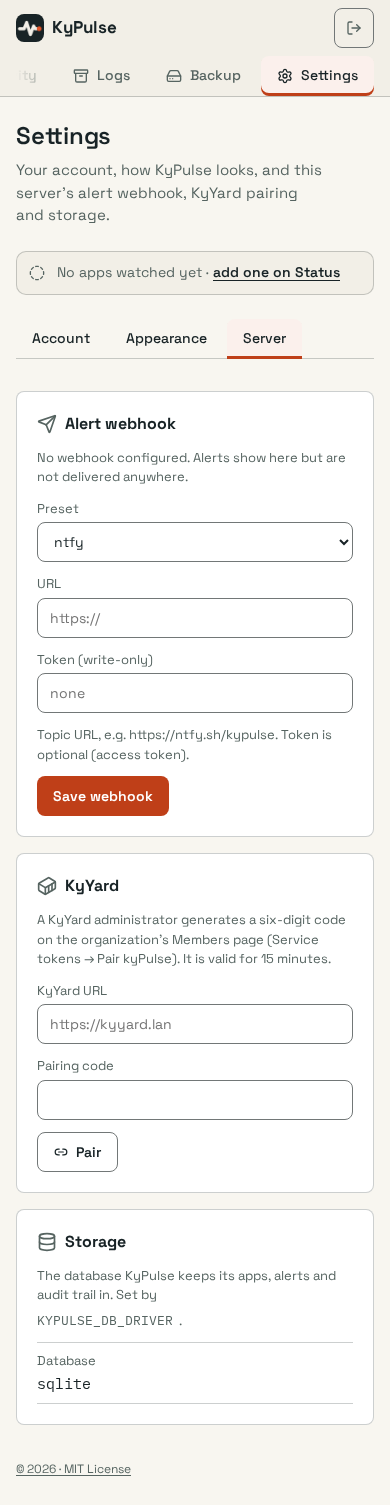 KyPulse
Logs
Backup
Settings
Settings
Your account, how KyPulse looks, and this
server's alert webhook, KyYard pairing
and storage.
No apps watched yet · add one on Status
Account
Appearance
Server
Alert webhook
No webhook configured. Alerts show here but are
not delivered anywhere.
Preset
ntfy
URL
https://
Token (write-only)
none
Topic URL, e.g. https://ntfy.sh/kypulse. Token is
optional (access token).
Save webhook
KyYard
A KyYard administrator generates a six-digit code
on the organization's Members page (Service
tokens → Pair kyPulse). It is valid for 15 minutes.
KyYard URL
https://kyyard.lan
Pairing code
Pair
Storage
The database KyPulse keeps its apps, alerts and
audit trail in. Set by
KYPULSE_DB_DRIVER .
Database
sqlite
© 2026 · MIT License